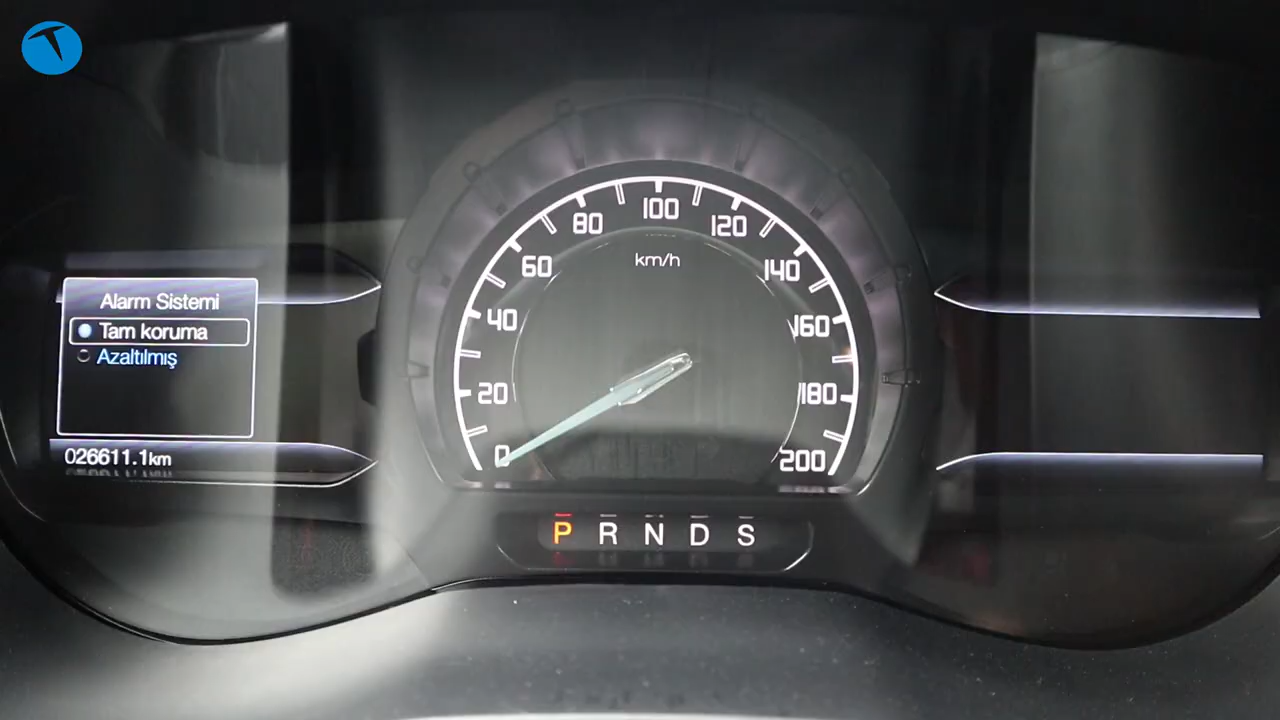 Alarm Sistemi
Tam koruma
Azaltılmış
026611.1km
0
20
40
60
80
100
120
140
160
180
200
km/h
P R N D S